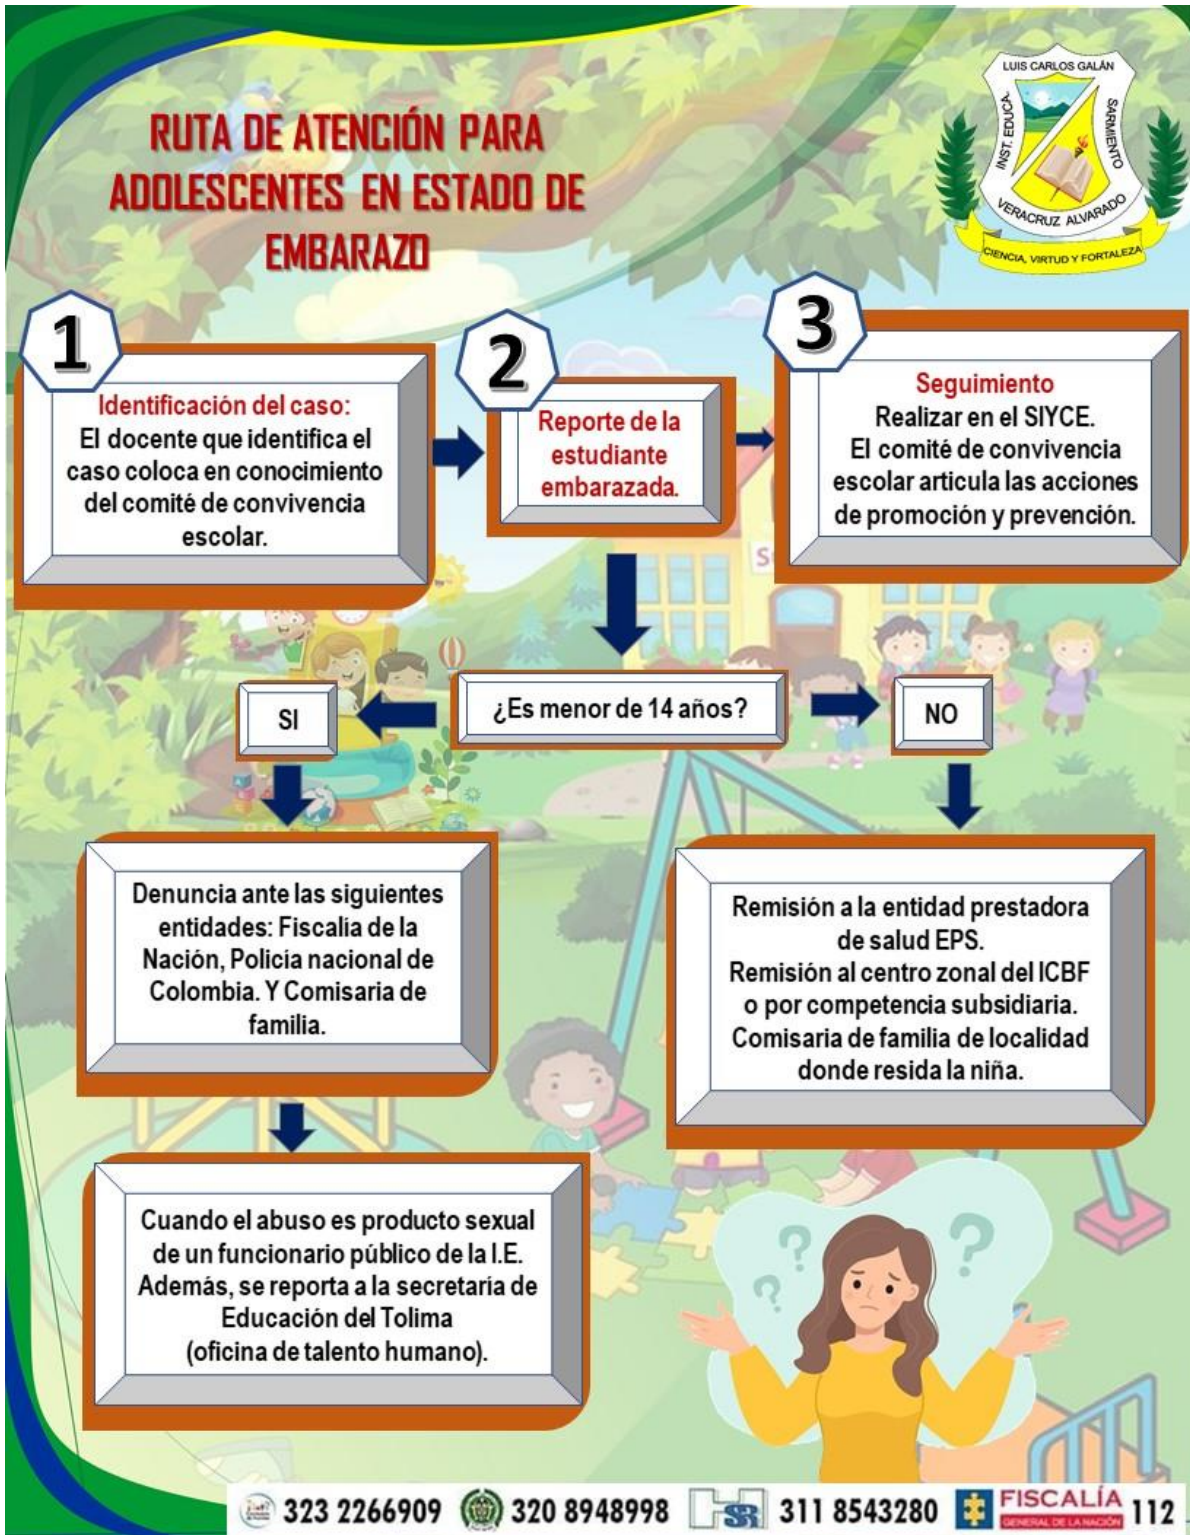 RUTA DE ATENCIÓN PARA
ADOLESCENTES EN ESTADO DE
EMBARAZO
LUIS CARLOS GALÁN
SARMIENTO
INST. EDUCA.
VERACRUZ ALVARADO
CIENCIA, VIRTUD Y FORTALEZA
1
Identificación del caso:
El docente que identifica el
caso coloca en conocimiento
del comité de convivencia
escolar.
2
Reporte de la
estudiante
embarazada.
3
Seguimiento
Realizar en el SIYCE.
El comité de convivencia
escolar articula las acciones
de promoción y prevención.
¿Es menor de 14 años?
SI
NO
Denuncia ante las siguientes
entidades: Fiscalía de la
Nación, Policía nacional de
Colombia. Y Comisaria de
familia.
Remisión a la entidad prestadora
de salud EPS.
Remisión al centro zonal del ICBF
o por competencia subsidiaria.
Comisaria de familia de localidad
donde resida la niña.
Cuando el abuso es producto sexual
de un funcionario público de la I.E.
Además, se reporta a la secretaría de
Educación del Tolima
(oficina de talento humano).
323 2266909
320 8948998
311 8543280
FISCALÍA
GENERAL DE LA NACIÓN
112